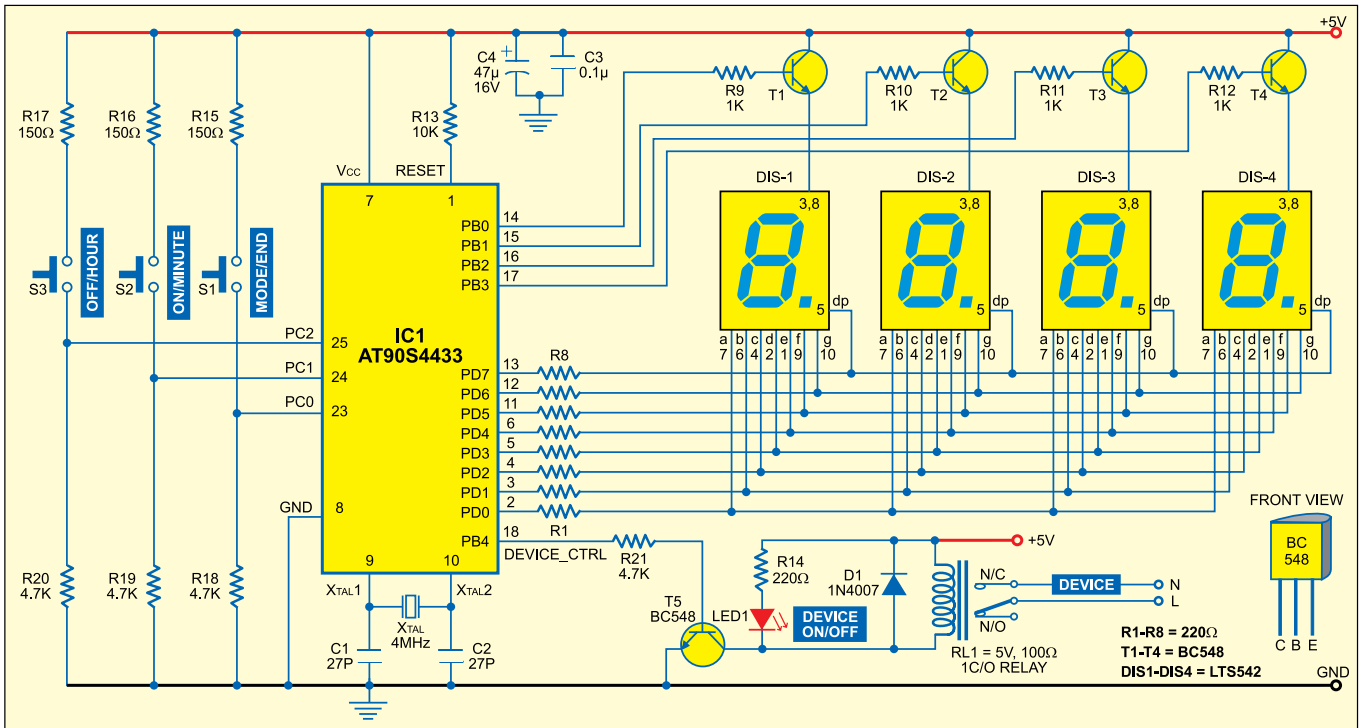 +5V
R17
150Ω
R16
150Ω
R15
150Ω
R13
10K
C4
47µ
16V
+
C3
0.1µ
R9
1K
T1
R10
1K
T2
R11
1K
T3
R12
1K
T4
VCC
RESET
7
1
DIS-1
DIS-2
DIS-3
DIS-4
3,8
3,8
3,8
3,8
S3
OFF/HOUR
S2
ON/MINUTE
S1
MODE/END
PB0
14
PB1
15
PB2
16
PB3
17
5
dp
5
dp
5
dp
5
dp
IC1
AT90S4433
a b c d e f g
7 6 4 2 1 9 10
a b c d e f g
7 6 4 2 1 9 10
a b c d e f g
7 6 4 2 1 9 10
a b c d e f g
7 6 4 2 1 9 10
PC2
25
PC1
24
PC0
23
PD7
13
R8
PD6
12
PD5
11
PD4
6
PD3
5
PD2
4
PD1
3
PD0
2
R1
GND
8
PB4
18
DEVICE_CTRL
R21
4.7K
9
10
XTAL1
XTAL2
XTAL
4MHz
C1
27P
C2
27P
R20
4.7K
R19
4.7K
R18
4.7K
T5
BC548
R14
220Ω
LED1
D1
1N4007
DEVICE
ON/OFF
+5V
N/C
N/O
DEVICE
N
L
RL1 = 5V, 100Ω
1C/O RELAY
FRONT VIEW
BC
548
C B E
R1-R8 = 220Ω
T1-T4 = BC548
DIS1-DIS4 = LTS542
GND